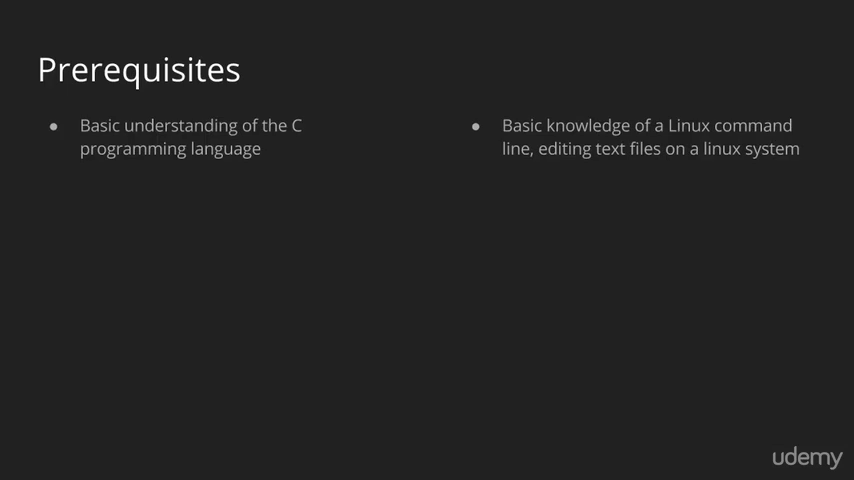 Prerequisites
● Basic understanding of the C
programming language
● Basic knowledge of a Linux command
line, editing text files on a linux system
udemy